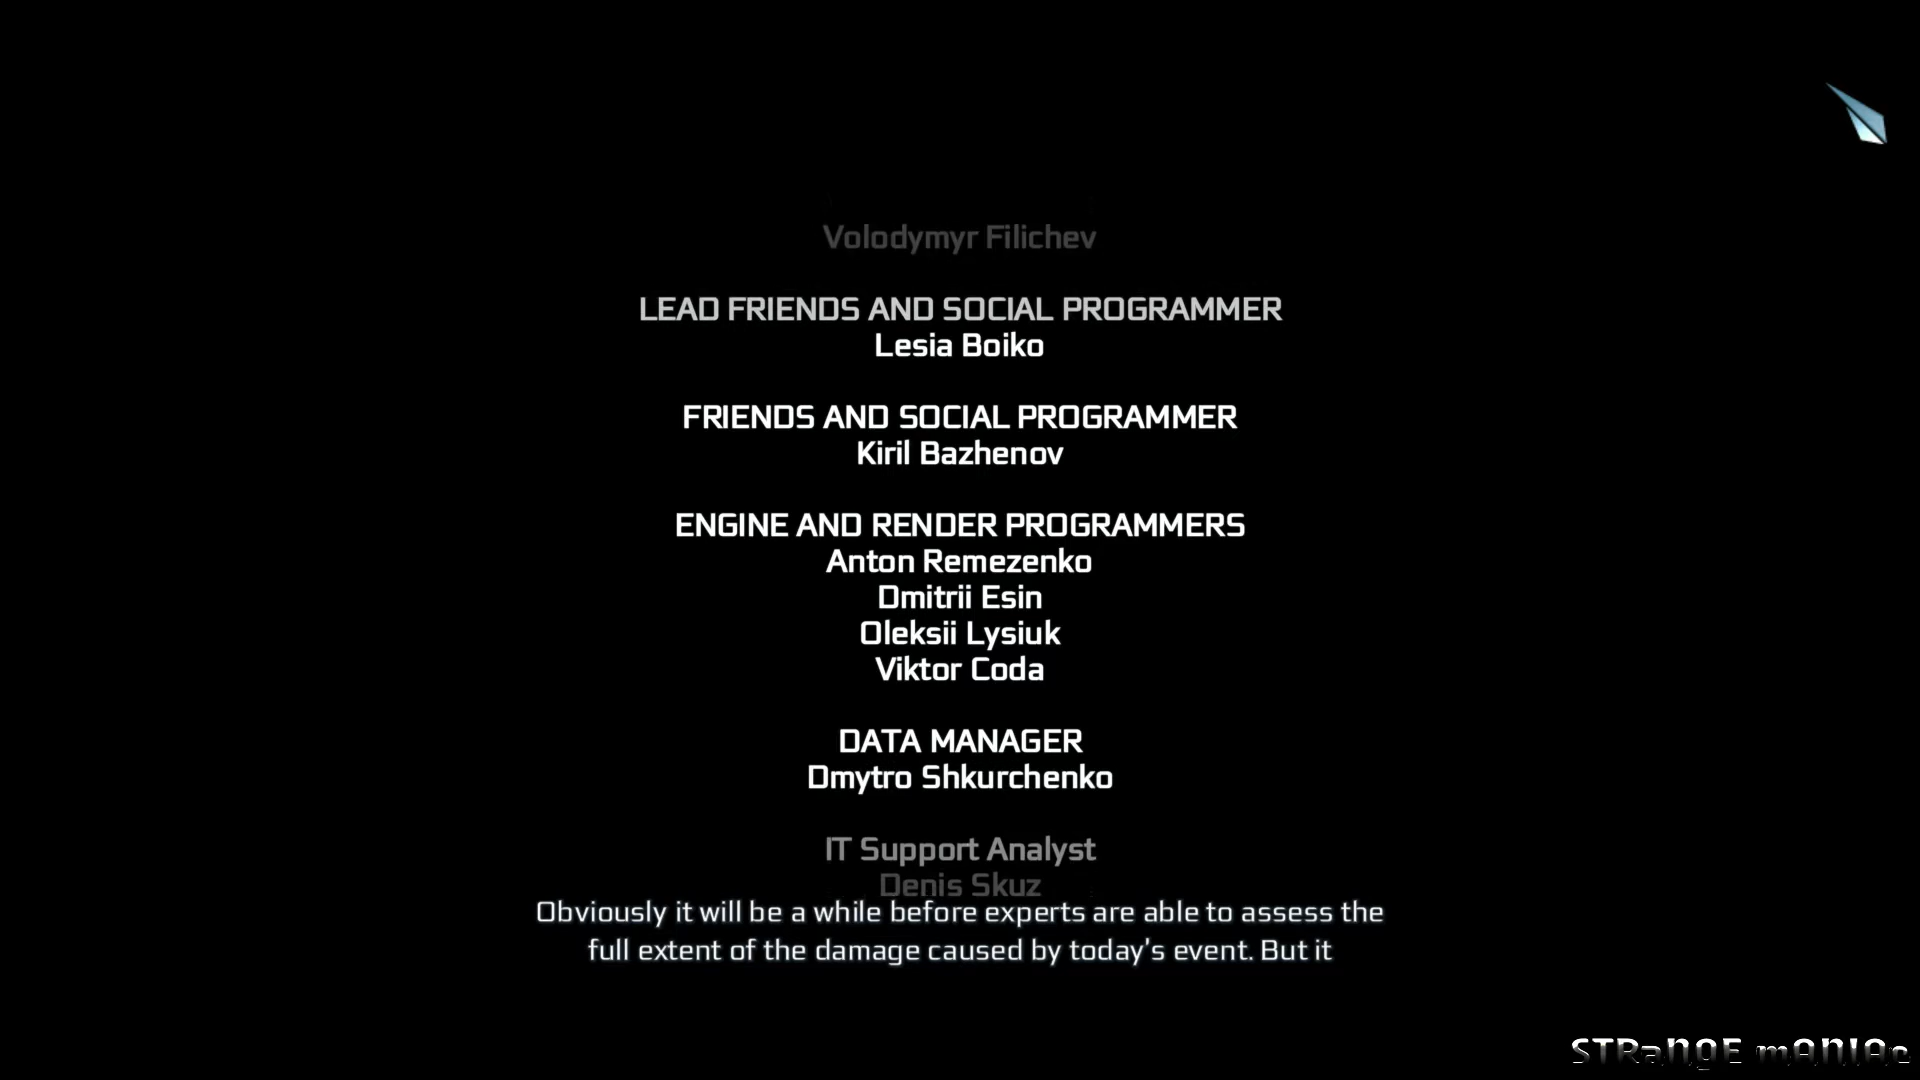 Volodymyr Filichev
LEAD FRIENDS AND SOCIAL PROGRAMMER
Lesia Boiko
FRIENDS AND SOCIAL PROGRAMMER
Kiril Bazhenov
ENGINE AND RENDER PROGRAMMERS
Anton Remezenko
Dmitrii Esin
Oleksii Lysiuk
Viktor Coda
DATA MANAGER
Dmytro Shkurchenko
IT Support Analyst
Denis Skuz
Obviously it will be a while before experts are able to assess the
full extent of the damage caused by today's event. But it
STRaNGE mANIAc